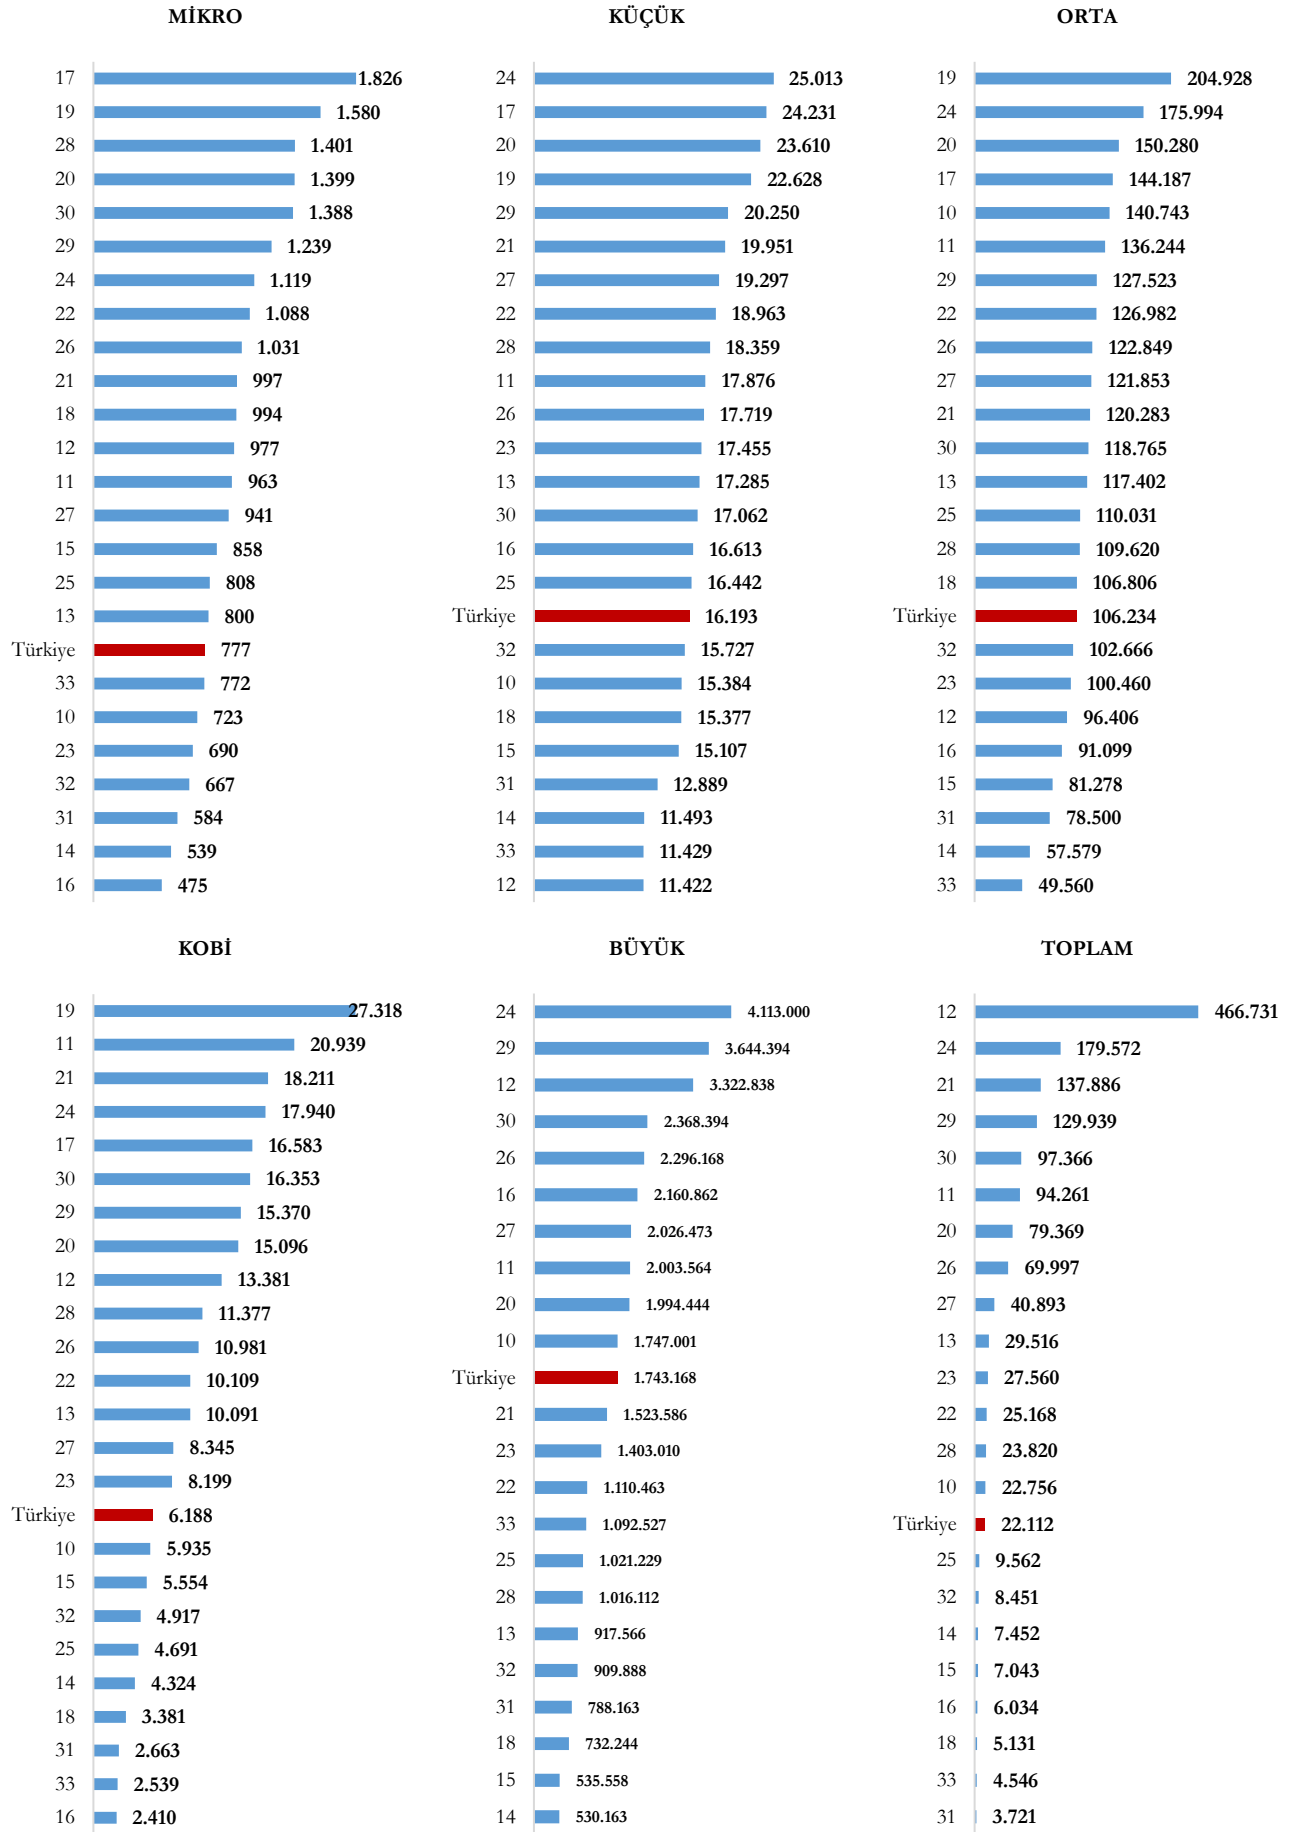 MİKRO KÜÇÜK ORTA
17 1.826 24 25.013 19 204.928
19 1.580 17 24.231 24 175.994
28 1.401 20 23.610 20 150.280
20 1.399 19 22.628 17 144.187
30 1.388 29 20.250 10 140.743
29 1.239 21 19.951 11 136.244
24 1.119 27 19.297 29 127.523
22 1.088 22 18.963 22 126.982
26 1.031 28 18.359 26 122.849
21 997 11 17.876 27 121.853
18 994 26 17.719 21 120.283
12 977 23 17.455 30 118.765
11 963 13 17.285 13 117.402
27 941 30 17.062 25 110.031
15 858 16 16.613 28 109.620
25 808 25 16.442 18 106.806
13 800 Türkiye 16.193 Türkiye 106.234
Türkiye 777 32 15.727 32 102.666
33 772 10 15.384 23 100.460
10 723 18 15.377 12 96.406
23 690 15 15.107 16 91.099
32 667 31 12.889 15 81.278
31 584 14 11.493 31 78.500
14 539 33 11.429 14 57.579
16 475 12 11.422 33 49.560
KOBİ BÜYÜK TOPLAM
19 27.318 24 4.113.000 12 466.731
11 20.939 29 3.644.394 24 179.572
21 18.211 12 3.322.838 21 137.886
24 17.940 30 2.368.394 29 129.939
17 16.583 26 2.296.168 30 97.366
30 16.353 16 2.160.862 11 94.261
29 15.370 27 2.026.473 20 79.369
20 15.096 11 2.003.564 26 69.997
12 13.381 20 1.994.444 27 40.893
28 11.377 10 1.747.001 13 29.516
26 10.981 Türkiye 1.743.168 23 27.560
22 10.109 21 1.523.586 22 25.168
13 10.091 23 1.403.010 28 23.820
27 8.345 22 1.110.463 10 22.756
23 8.199 33 1.092.527 Türkiye 22.112
Türkiye 6.188 25 1.021.229 25 9.562
10 5.935 28 1.016.112 32 8.451
15 5.554 13 917.566 14 7.452
32 4.917 32 909.888 15 7.043
25 4.691 31 788.163 16 6.034
14 4.324 18 732.244 18 5.131
18 3.381 15 535.558 33 4.546
31 2.663 14 530.163 31 3.721
33 2.539
16 2.410